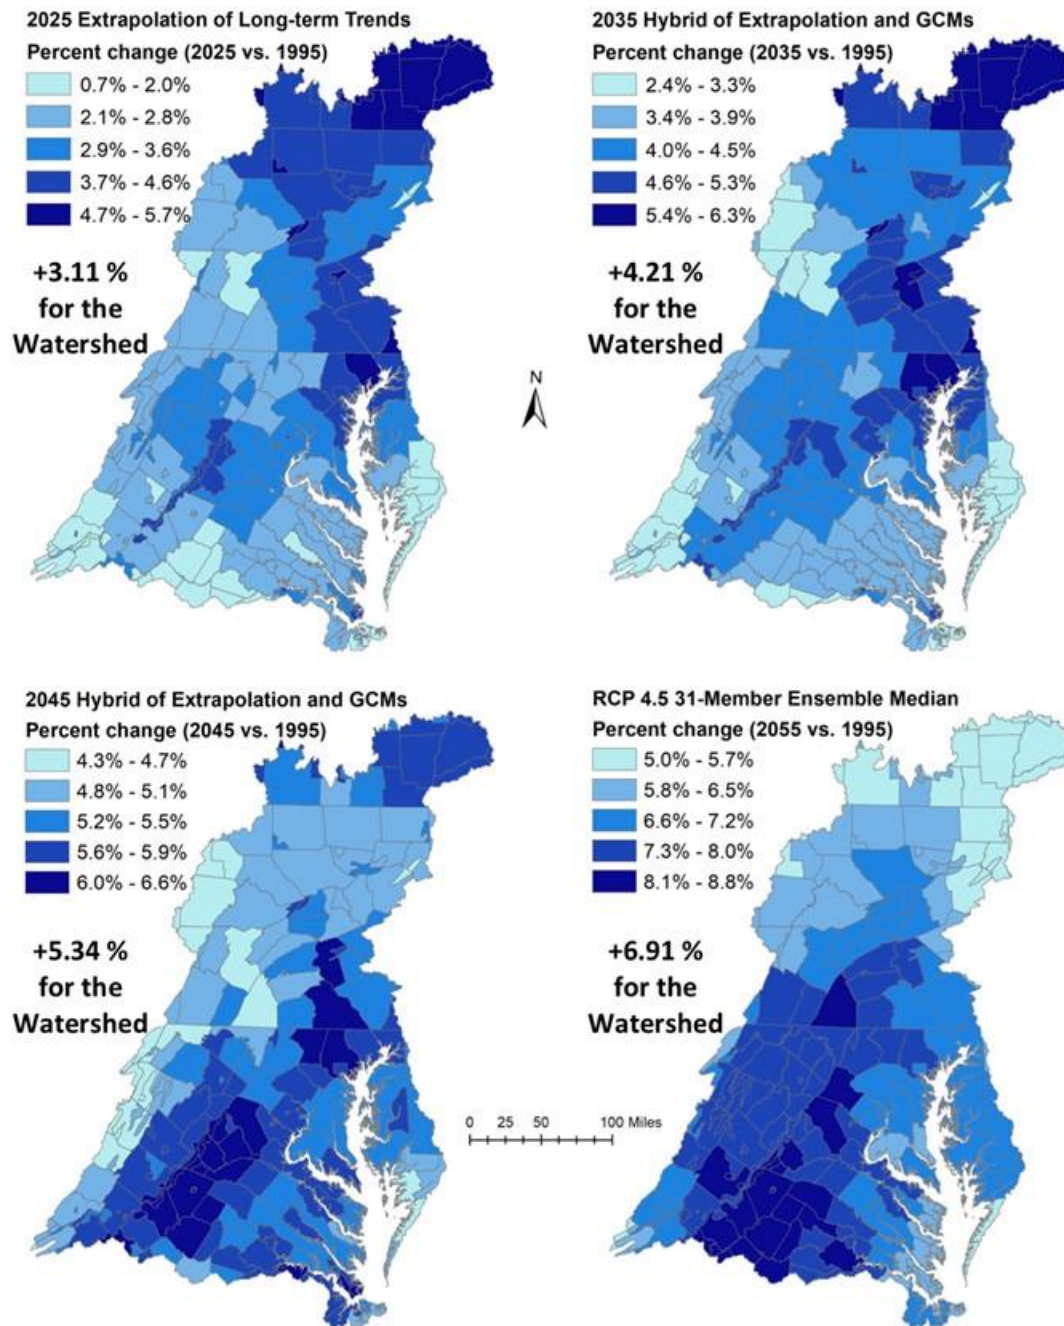 2025 Extrapolation of Long-term Trends
Percent change (2025 vs. 1995)
0.7% - 2.0%
2.1% - 2.8%
2.9% - 3.6%
3.7% - 4.6%
4.7% - 5.7%
+3.11 %
for the
Watershed
2035 Hybrid of Extrapolation and GCMs
Percent change (2035 vs. 1995)
2.4% - 3.3%
3.4% - 3.9%
4.0% - 4.5%
4.6% - 5.3%
5.4% - 6.3%
+4.21 %
for the
Watershed
N
2045 Hybrid of Extrapolation and GCMs
Percent change (2045 vs. 1995)
4.3% - 4.7%
4.8% - 5.1%
5.2% - 5.5%
5.6% - 5.9%
6.0% - 6.6%
+5.34 %
for the
Watershed
0 25 50 100 Miles
RCP 4.5 31-Member Ensemble Median
Percent change (2055 vs. 1995)
5.0% - 5.7%
5.8% - 6.5%
6.6% - 7.2%
7.3% - 8.0%
8.1% - 8.8%
+6.91 %
for the
Watershed